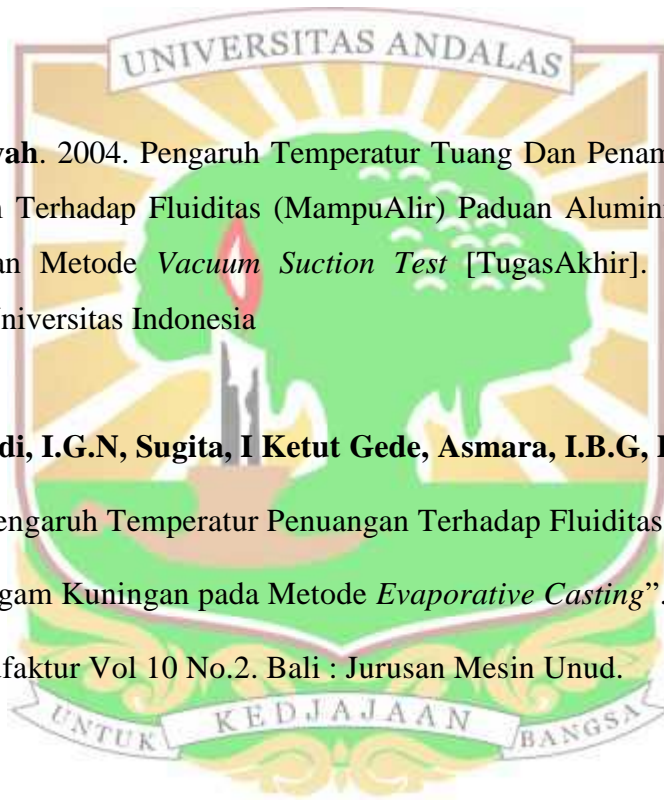 UNIVERSITAS ANDALAS
yah. 2004. Pengaruh Temperatur Tuang Dan Penam
Terhadap Fluiditas (MampuAlir) Paduan Alumin
an Metode Vacuum Suction Test [TugasAkhir].
Universitas Indonesia
di, I.G.N, Sugita, I Ketut Gede, Asmara, I.B.G,
engaruh Temperatur Penuangan Terhadap Fluiditas
gam Kuningan pada Metode Evaporative Casting”.
ufaktur Vol 10 No.2. Bali : Jurusan Mesin Unud.
UNTUK KEDJAJAAN BANGSA